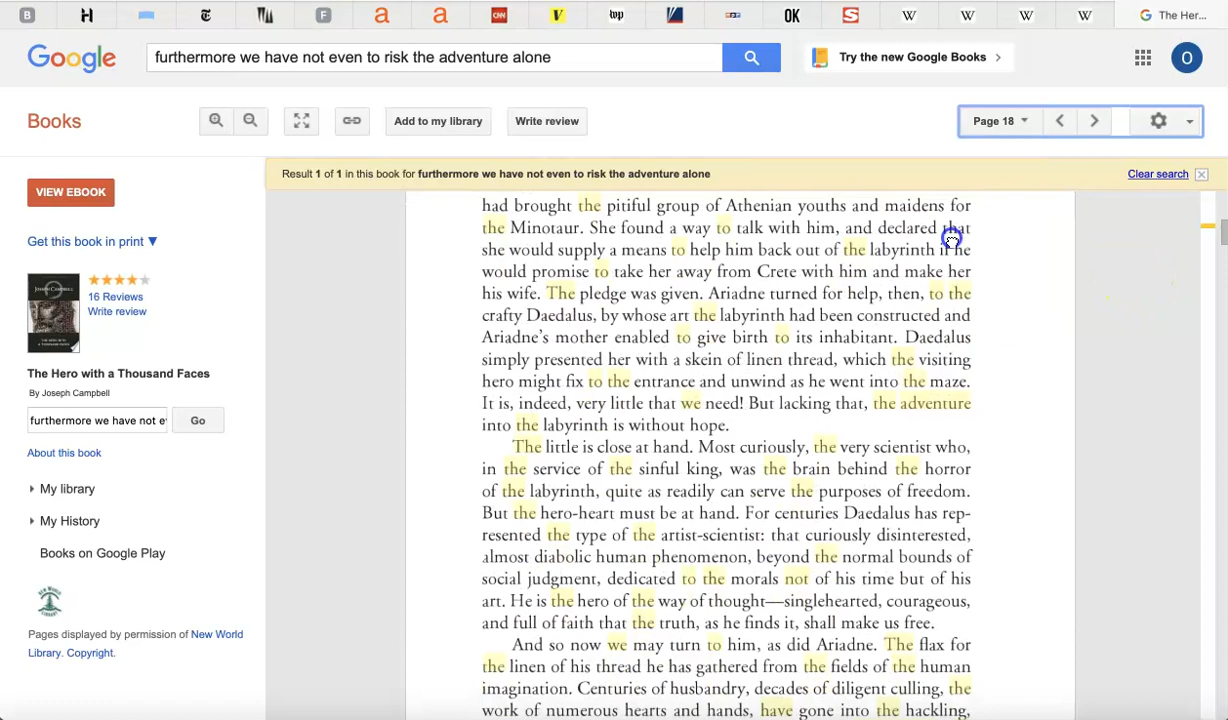 B
H
T
F
a
a
CNN
V
wp
OK
S
W
W
W
W
G The Her...
Google
furthermore we have not even to risk the adventure alone
Try the new Google Books
O
Books
Add to my library
Write review
Page 18
Result 1 of 1 in this book for furthermore we have not even to risk the adventure alone
Clear search
VIEW EBOOK
Get this book in print ▼
16 Reviews
Write review
The Hero with a Thousand Faces
By Joseph Campbell
furthermore we have not e
Go
About this book
My library
My History
Books on Google Play
Pages displayed by permission of New World
Library. Copyright.
had brought the pitiful group of Athenian youths and maidens for
the Minotaur. She found a way to talk with him, and declared that
she would supply a means to help him back out of the labyrinth if he
would promise to take her away from Crete with him and make her
his wife. The pledge was given. Ariadne turned for help, then, to the
crafty Daedalus, by whose art the labyrinth had been constructed and
Ariadne's mother enabled to give birth to its inhabitant. Daedalus
simply presented her with a skein of linen thread, which the visiting
hero might fix to the entrance and unwind as he went into the maze.
It is, indeed, very little that we need! But lacking that, the adventure
into the labyrinth is without hope.
The little is close at hand. Most curiously, the very scientist who,
in the service of the sinful king, was the brain behind the horror
of the labyrinth, quite as readily can serve the purposes of freedom.
But the hero-heart must be at hand. For centuries Daedalus has rep-
resented the type of the artist-scientist: that curiously disinterested,
almost diabolic human phenomenon, beyond the normal bounds of
social judgment, dedicated to the morals not of his time but of his
art. He is the hero of the way of thought—singlehearted, courageous,
and full of faith that the truth, as he finds it, shall make us free.
And so now we may turn to him, as did Ariadne. The flax for
the linen of his thread he has gathered from the fields of the human
imagination. Centuries of husbandry, decades of diligent culling, the
work of numerous hearts and hands, have gone into the hackling,